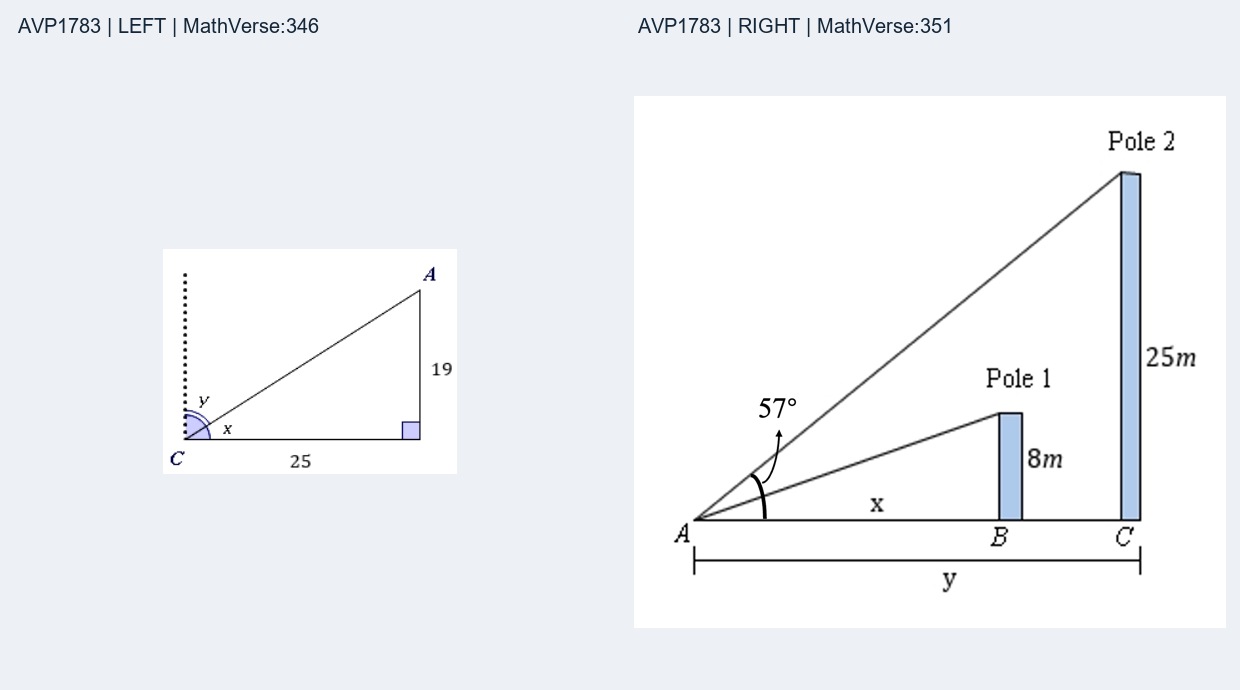 AVP1783 | LEFT | MathVerse:346
A
19
y
x
C
25
AVP1783 | RIGHT | MathVerse:351
Pole 2
25m
Pole 1
57°
8m
x
A
B
C
y